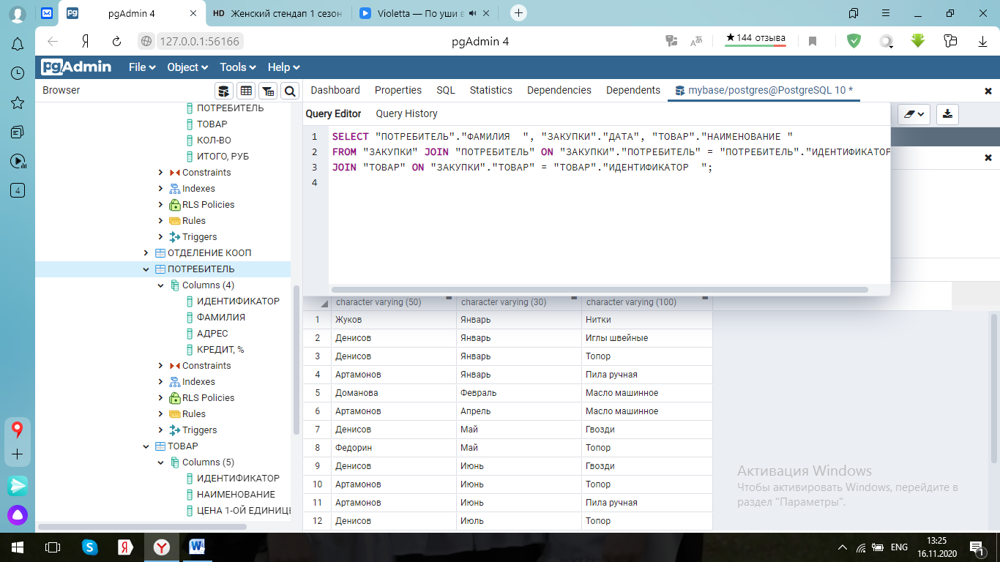 pgAdmin 4
HD Женский стендап 1 сезон
Violetta — По уши в
127.0.0.1:56166
pgAdmin 4
★144 отзыва
pgAdmin
File
Object
Tools
Help
Browser
Dashboard
Properties
SQL
Statistics
Dependencies
Dependents
mybase/postgres@PostgreSQL 10 *
ПОТРЕБИТЕЛЬ
ТОВАР
КОЛ-ВО
ИТОГО, РУБ
Constraints
Indexes
RLS Policies
Rules
Triggers
ОТДЕЛЕНИЕ КООП
ПОТРЕБИТЕЛЬ
Columns (4)
ИДЕНТИФИКАТОР
ФАМИЛИЯ
АДРЕС
КРЕДИТ, %
Constraints
Indexes
RLS Policies
Rules
Triggers
ТОВАР
Columns (5)
ИДЕНТИФИКАТОР
НАИМЕНОВАНИЕ
ЦЕНА 1-ОЙ ЕДИНИЦЕ
4
Query Editor
Query History
1 SELECT "ПОТРЕБИТЕЛЬ"."ФАМИЛИЯ  ", "ЗАКУПКИ"."ДАТА", "ТОВАР"."НАИМЕНОВАНИЕ "
2 FROM "ЗАКУПКИ" JOIN "ПОТРЕБИТЕЛЬ" ON "ЗАКУПКИ"."ПОТРЕБИТЕЛЬ" = "ПОТРЕБИТЕЛЬ"."ИДЕНТИФИКАТОР
3 JOIN "ТОВАР" ON "ЗАКУПКИ"."ТОВАР" = "ТОВАР"."ИДЕНТИФИКАТОР  ";
4
character varying (50) character varying (30) character varying (100)
1 Жуков Январь Нитки
2 Денисов Январь Иглы швейные
3 Денисов Январь Топор
4 Артамонов Январь Пила ручная
5 Доманова Февраль Масло машинное
6 Артамонов Апрель Масло машинное
7 Денисов Май Гвозди
8 Федорин Май Топор
9 Денисов Июнь Гвозди
10 Артамонов Июнь Топор
11 Артамонов Июнь Пила ручная
12 Денисов Июль Топор
Активация Windows
Чтобы активировать Windows, перейдите в
раздел "Параметры".
ENG
13:25
16.11.2020
1